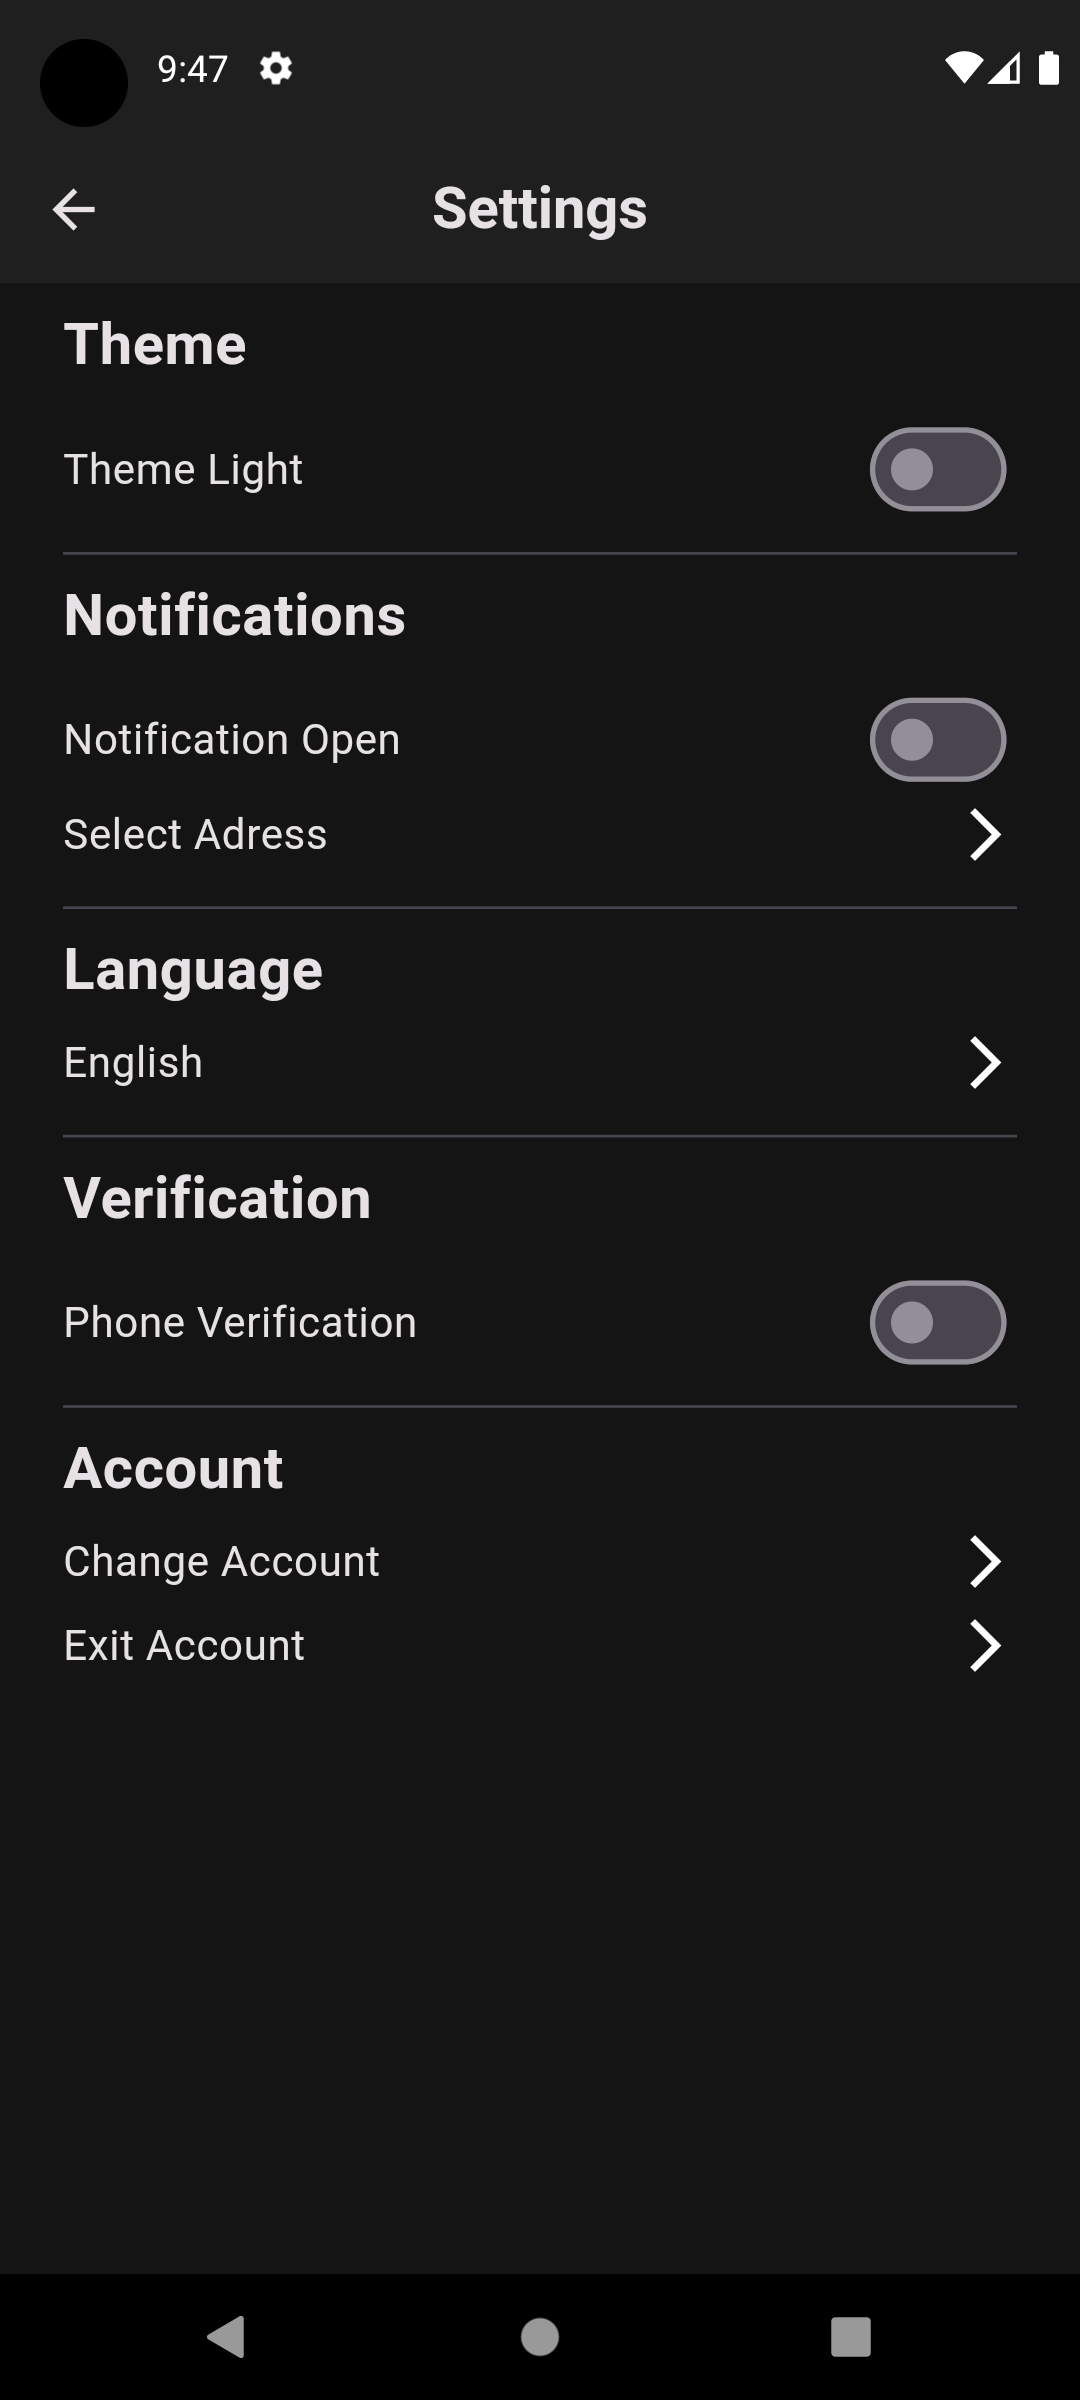 9:47
Settings
Theme
Theme Light
Notifications
Notification Open
Select Adress
Language
English
Verification
Phone Verification
Account
Change Account
Exit Account